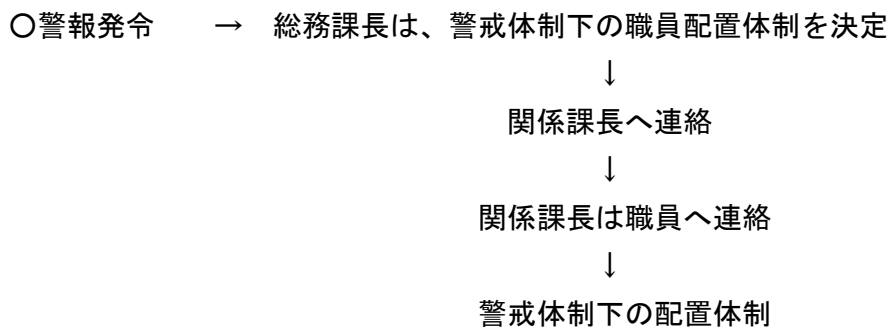 〇警報発令　　→　総務課長は、警戒体制下の職員配置体制を決定
↓
関係課長へ連絡
↓
関係課長は職員へ連絡
↓
警戒体制下の配置体制